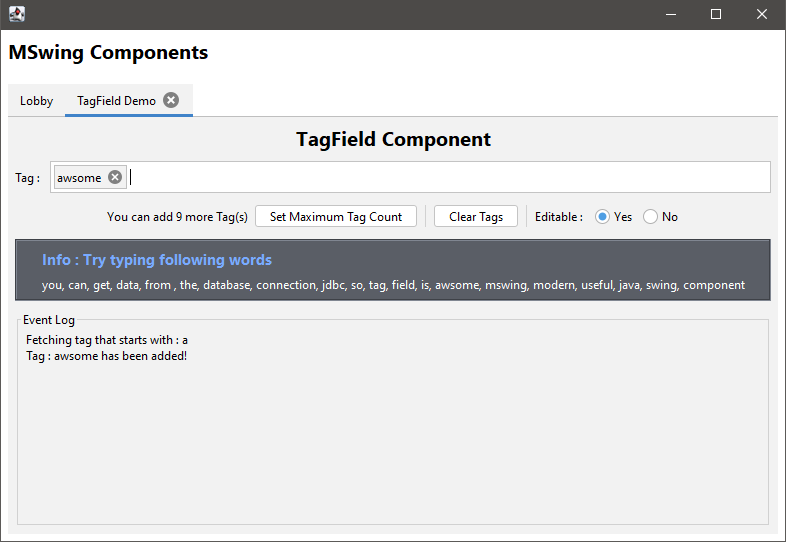 MSwing Components
Lobby TagField Demo
TagField Component
Tag : awsome
You can add 9 more Tag(s) Set Maximum Tag Count Clear Tags Editable : Yes No
Info : Try typing following words
you, can, get, data, from , the, database, connection, jdbc, so, tag, field, is, awsome, mswing, modern, useful, java, swing, component
Event Log
Fetching tag that starts with : a
Tag : awsome has been added!